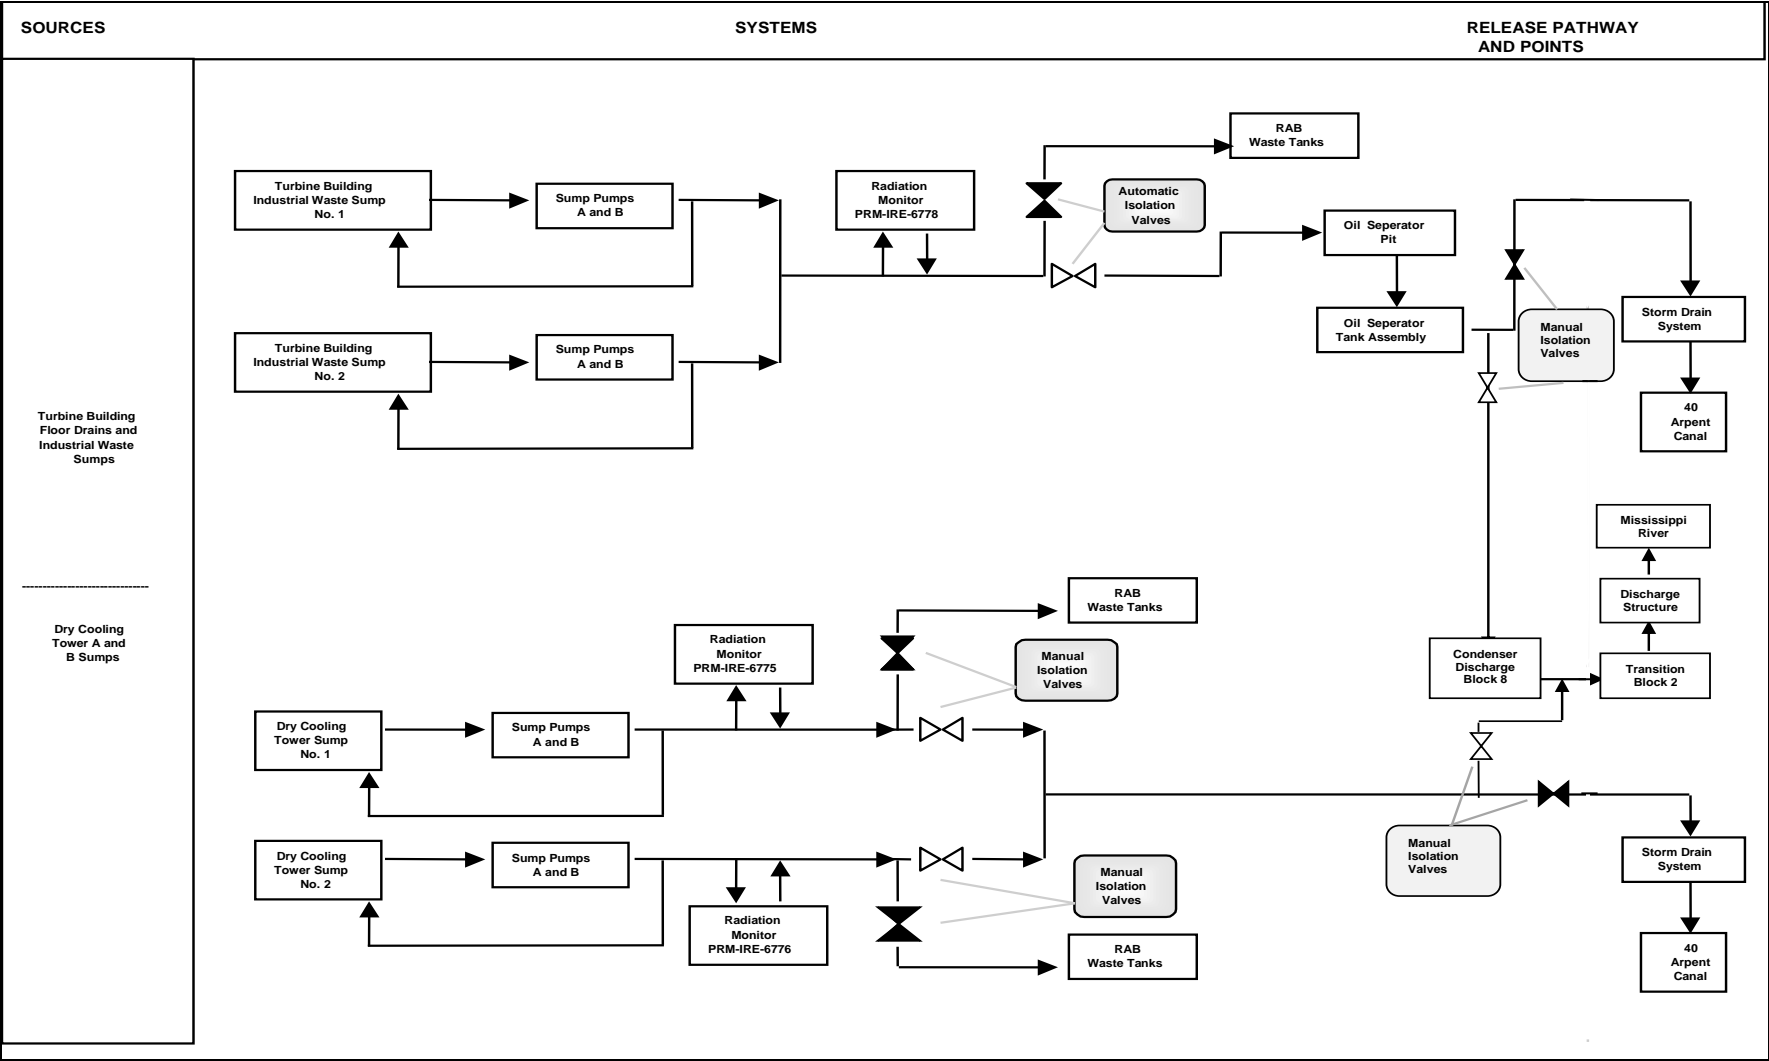 SOURCES
SYSTEMS
RELEASE PATHWAY
AND POINTS
Turbine Building
Floor Drains and
Industrial Waste
Sumps
-------------------------------
Dry Cooling
Tower A and
B Sumps
Turbine Building
Industrial Waste Sump
No. 1
Sump Pumps
A and B
Radiation
Monitor
PRM-IRE-6778
Automatic
Isolation
Valves
RAB
Waste Tanks
Oil Seperator
Pit
Oil Seperator
Tank Assembly
Manual
Isolation
Valves
Storm Drain
System
40
Arpent
Canal
Turbine Building
Industrial Waste Sump
No. 2
Sump Pumps
A and B
Mississippi
River
Discharge
Structure
Condenser
Discharge
Block 8
Transition
Block 2
RAB
Waste Tanks
Radiation
Monitor
PRM-IRE-6775
Manual
Isolation
Valves
Dry Cooling
Tower Sump
No. 1
Sump Pumps
A and B
Dry Cooling
Tower Sump
No. 2
Sump Pumps
A and B
Radiation
Monitor
PRM-IRE-6776
Manual
Isolation
Valves
RAB
Waste Tanks
Manual
Isolation
Valves
Storm Drain
System
40
Arpent
Canal